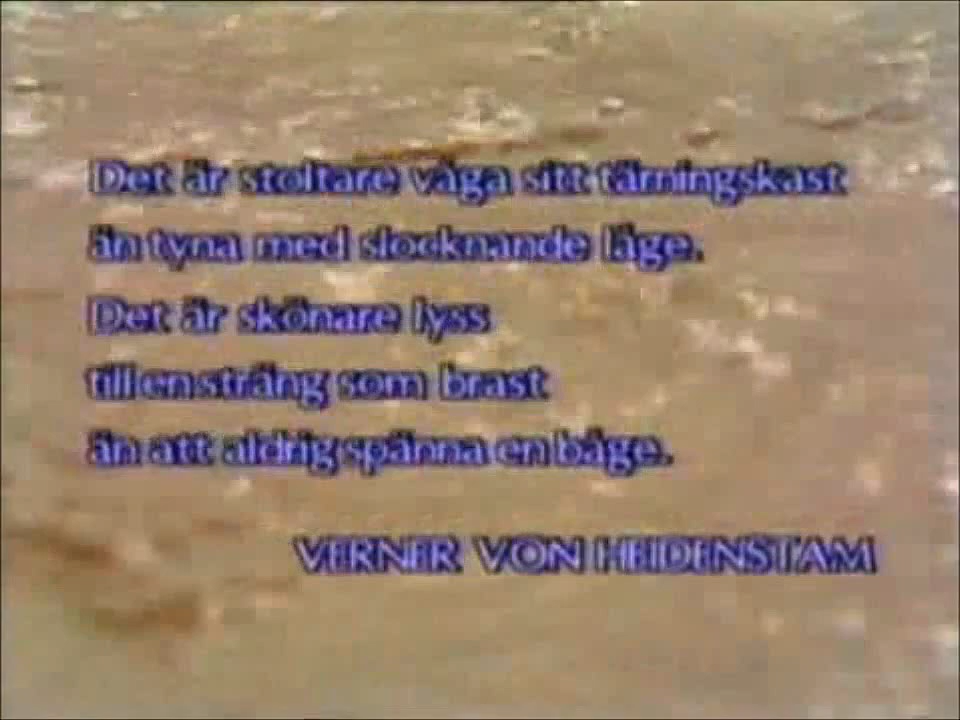 Det är stoltare våga sitt tärningskast
än tyna med slocknande låge.
Det är skönare lyss
till en sträng som brast
än att aldrig spänna en båge.
VERNER VON HEIDENSTAM